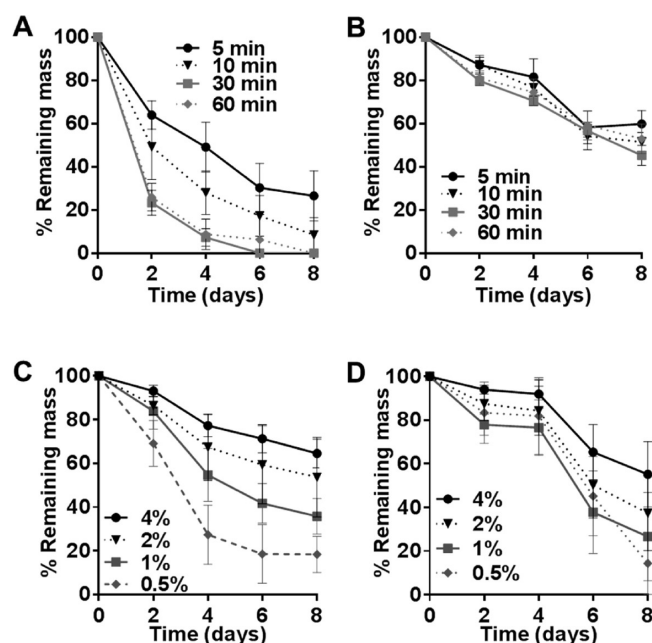 A
% Remaining mass
100
80
60
40
20
0
5 min
10 min
30 min
60 min
0 2 4 6 8
Time (days)
B
% Remaining mass
100
80
60
40
20
0
5 min
10 min
30 min
60 min
0 2 4 6 8
Time (days)
C
% Remaining mass
100
80
60
40
20
0
4%
2%
1%
0.5%
0 2 4 6 8
Time (days)
D
% Remaining mass
100
80
60
40
20
0
4%
2%
1%
0.5%
0 2 4 6 8
Time (days)